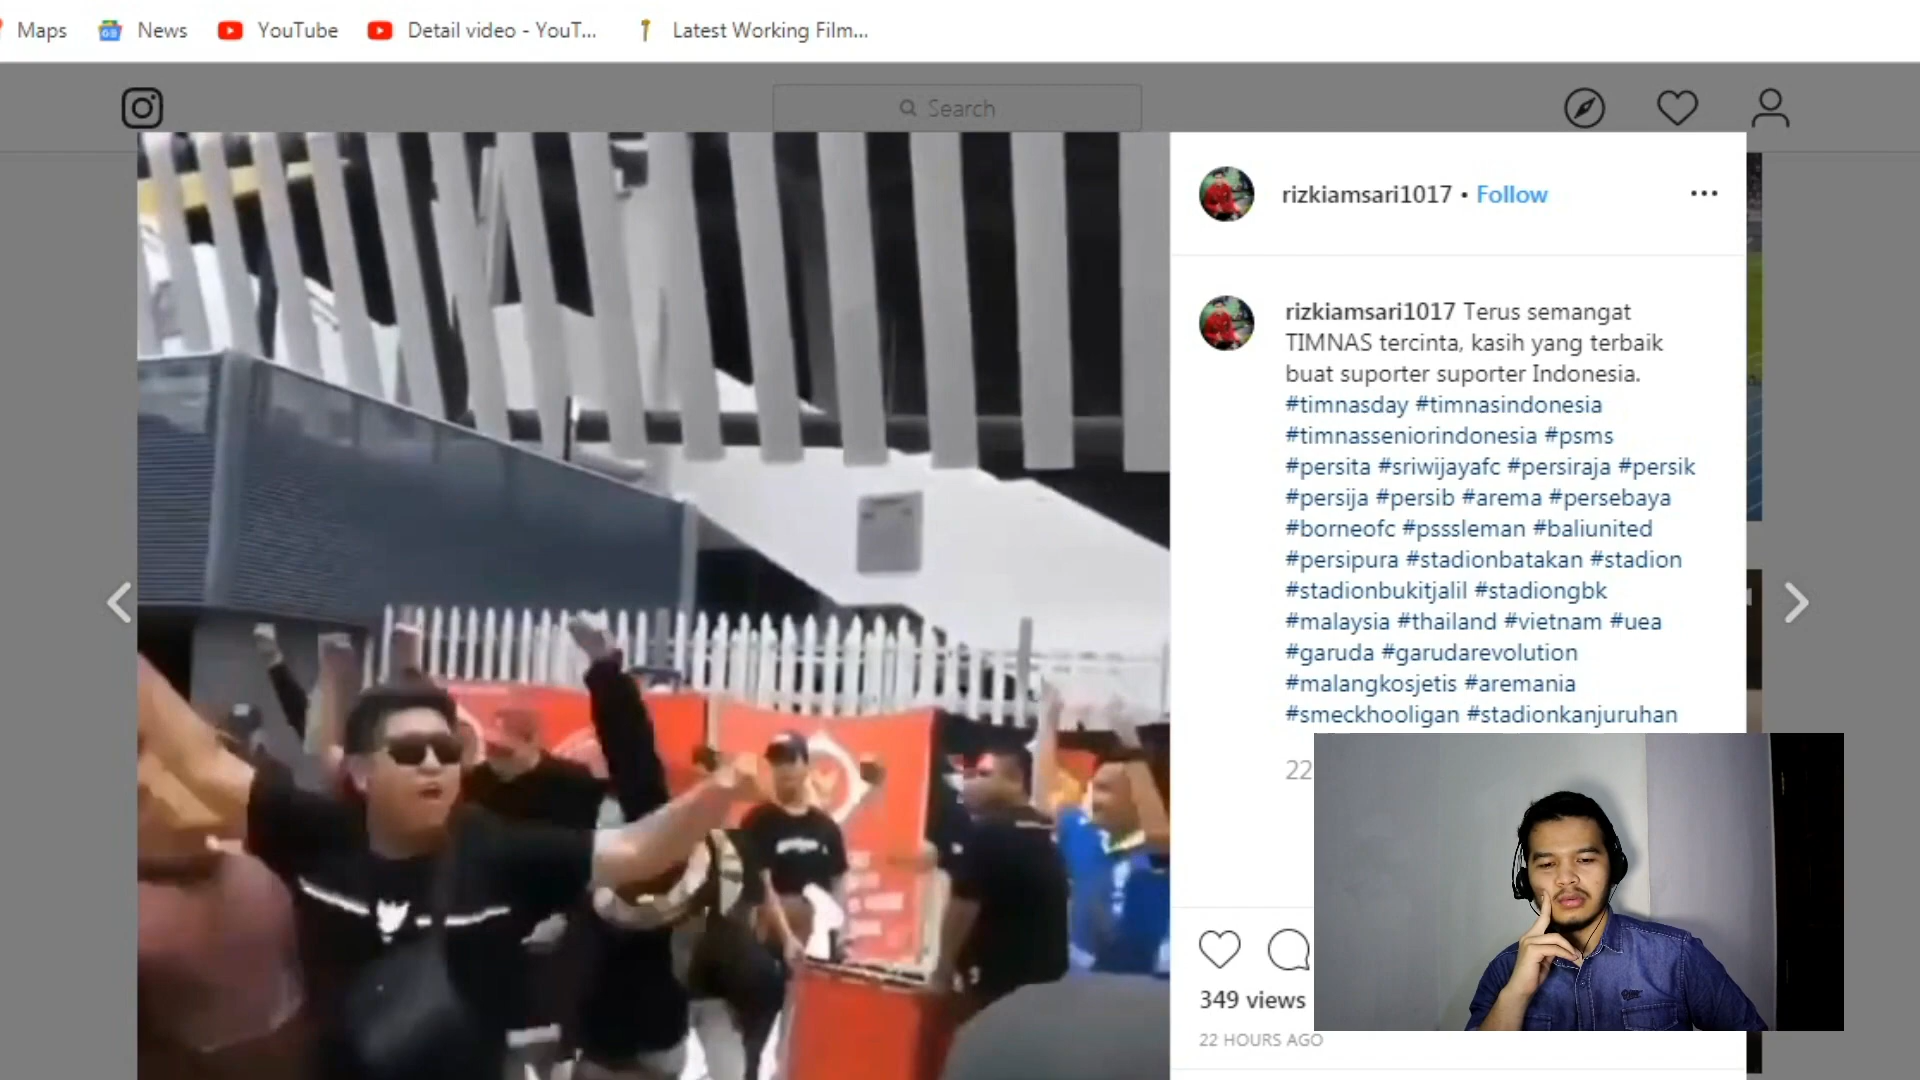 Maps News YouTube Detail video - YouT... Latest Working Film...
Search
rizkiamsari1017 • Follow
rizkiamsari1017 Terus semangat
TIMNAS tercinta, kasih yang terbaik
buat suporter suporter Indonesia.
#timnasday #timnasindonesia
#timnasseniorindonesia #psms
#persita #sriwijayafc #persiraja #persik
#persija #persib #arema #persebaya
#borneofc #psssleman #baliunited
#persipura #stadionbatakan #stadion
#stadionbukitjalil #stadiongbk
#malaysia #thailand #vietnam #uea
#garuda #garudarevolution
#malangkosjetis #aremania
#smeckhooligan #stadionkanjuruhan
22
349 views
22 HOURS AGO